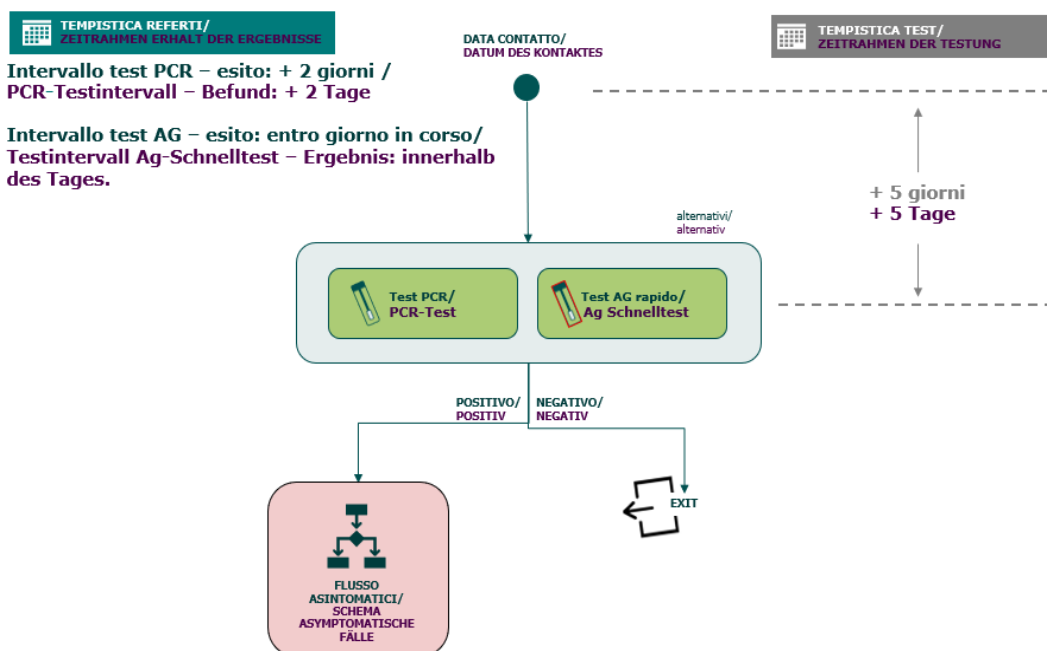 TEMPISTICA REFERTI/
ZEITRAHMEN ERHALT DER ERGEBNISSE
Intervallo test PCR – esito: + 2 giorni /
PCR-Testintervall – Befund: + 2 Tage
Intervallo test AG – esito: entro giorno in corso/
Testintervall Ag-Schnelltest – Ergebnis: innerhalb
des Tages.
DATA CONTATTO/
DATUM DES KONTAKTES
TEMPISTICA TEST/
ZEITRAHMEN DER TESTUNG
+ 5 giorni
+ 5 Tage
alternativi/
alternativ
Test PCR/
PCR-Test
Test AG rapido/
Ag Schnelltest
POSITIVO/
POSITIV
NEGATIVO/
NEGATIV
EXIT
FLUSSO
ASINTOMATICI/
SCHEMA
ASYMPTOMATISCHE
FÄLLE